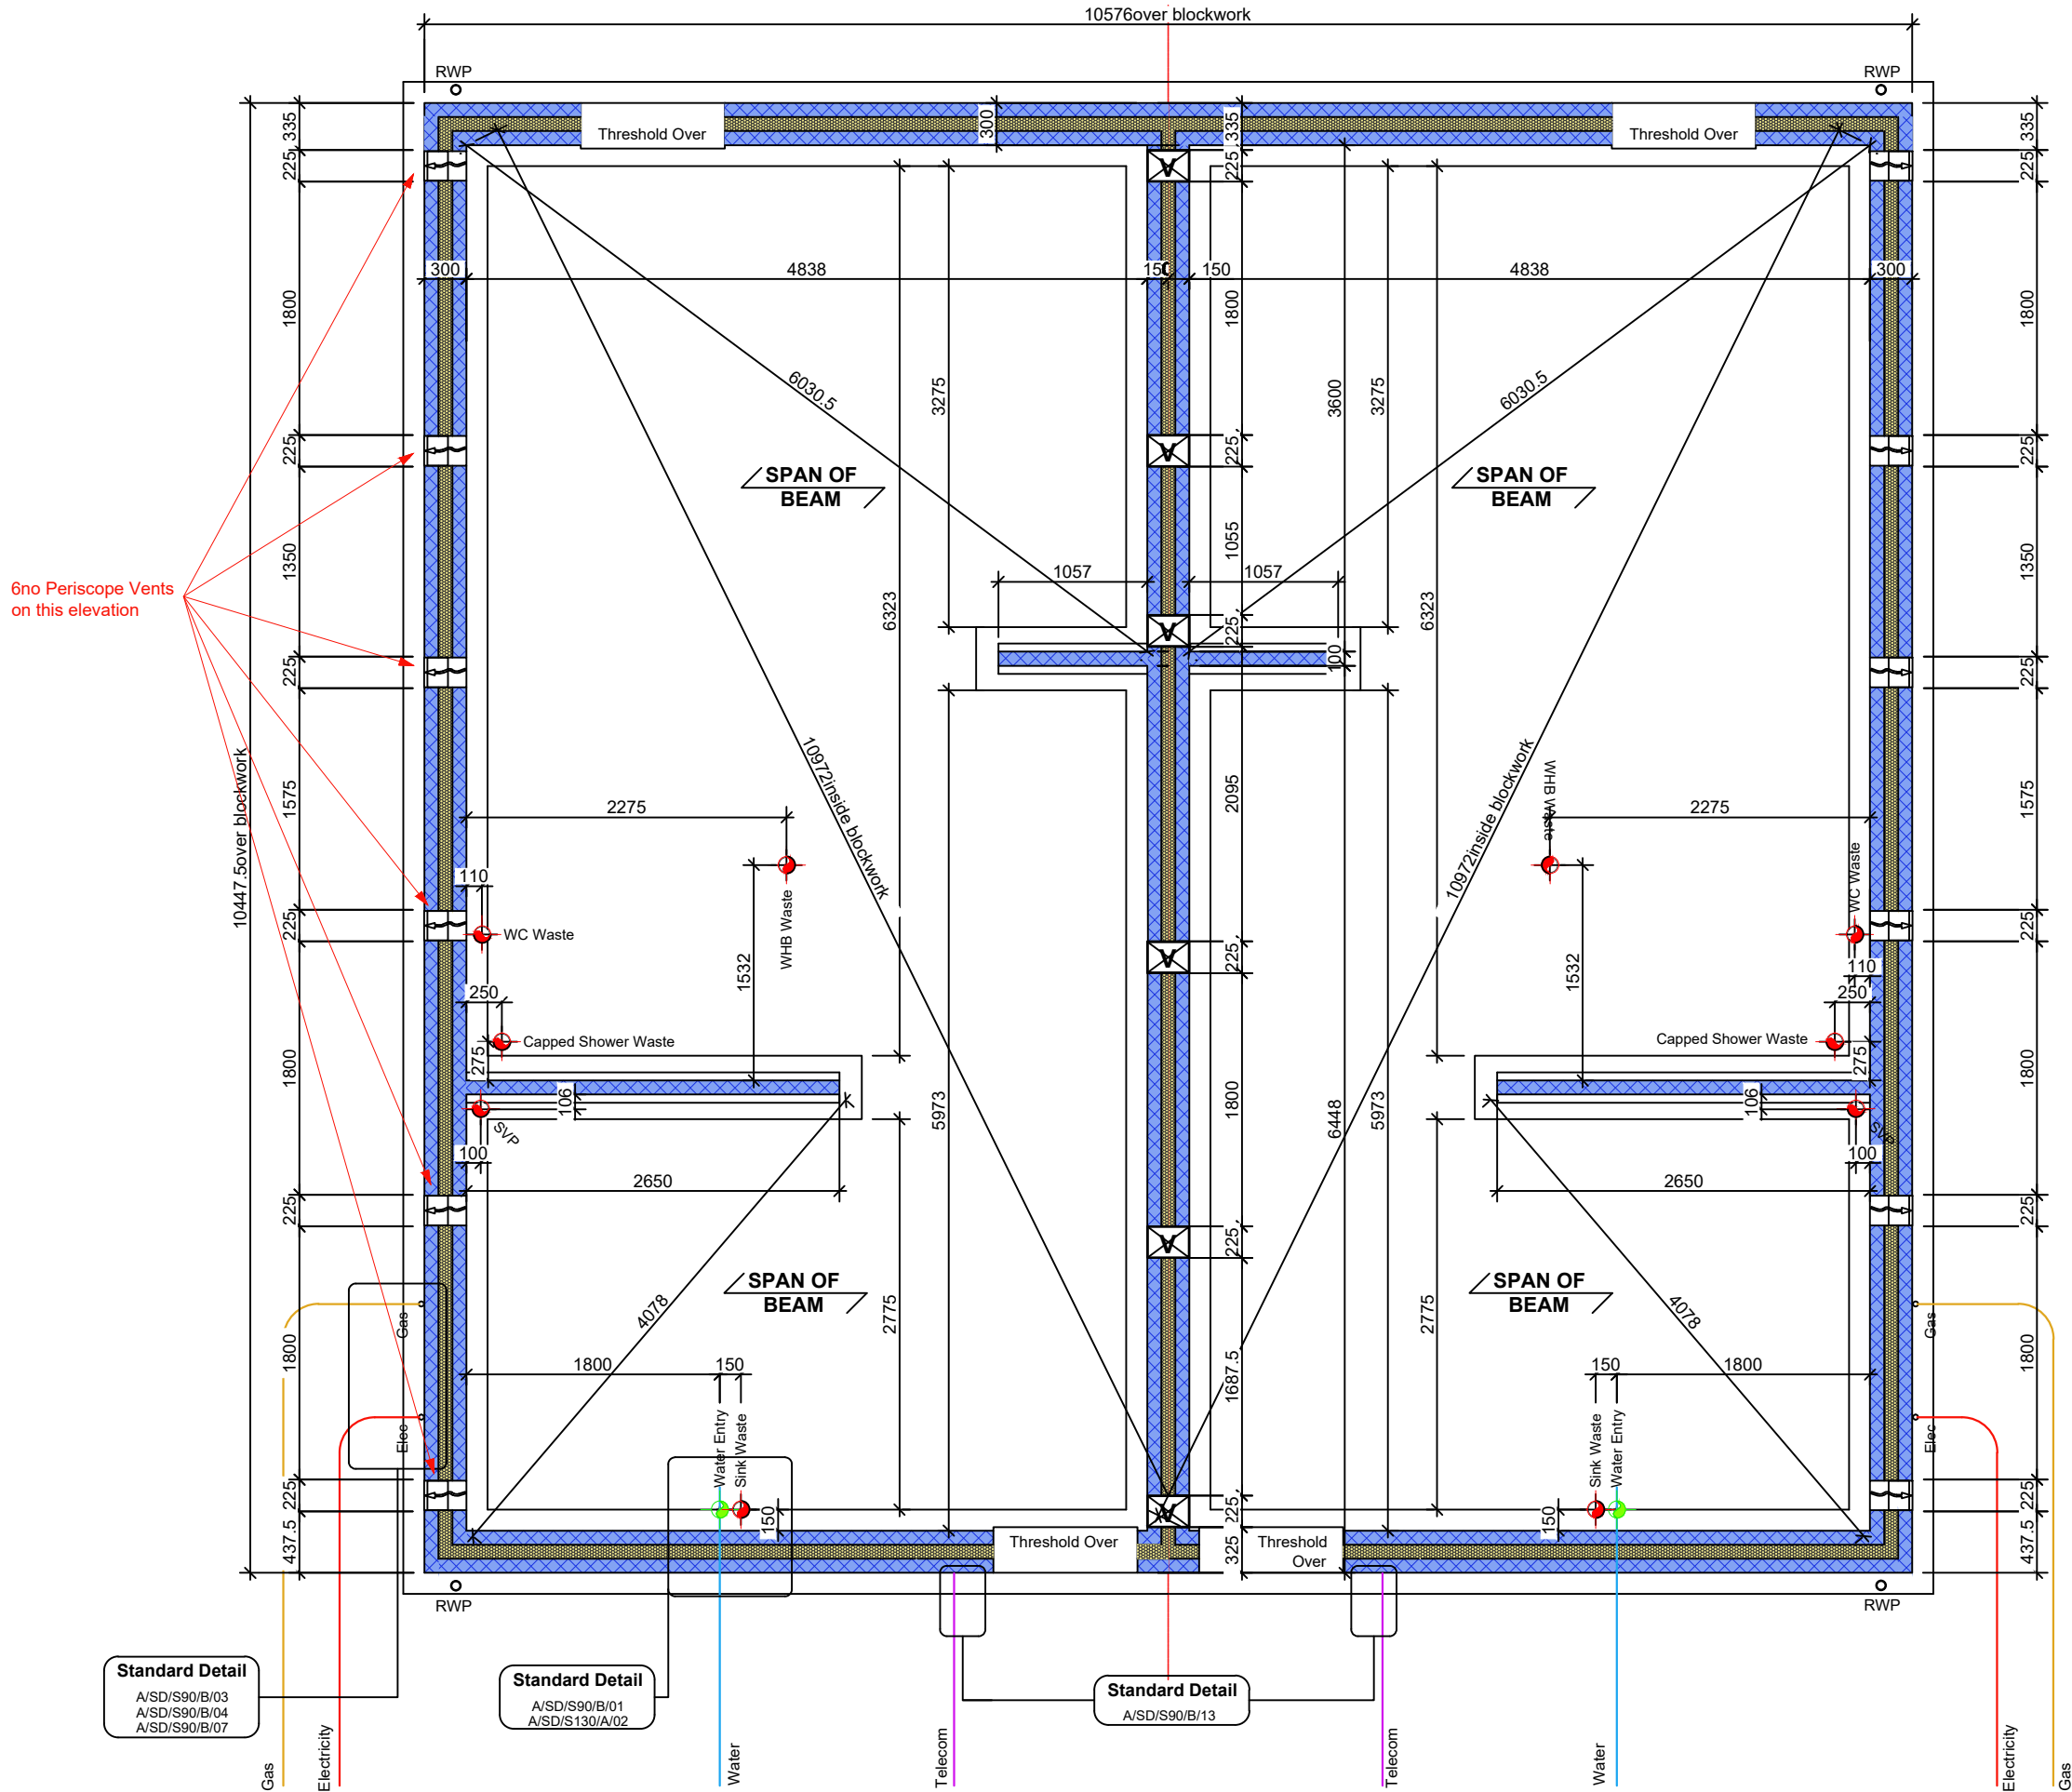 10576over blockwork
RWP
RWP
Threshold Over
Threshold Over
300
335
225
335
225
335
225
300
4838
150
150
4838
300
1800
1800
1800
6030.5
6030.5
3275
3600
3275
225
225
225
SPAN OF
BEAM
SPAN OF
BEAM
1350
1055
1350
6no Periscope Vents
on this elevation
1057
1057
6323
6323
225
225
100
225
10447.5over blockwork
1575
10972inside blockwork
2095
10972inside blockwork
1575
2275
WHB Waste
2275
110
WHB Waste
WC Waste
225
WC Waste
1532
225
1532
225
110
250
250
Capped Shower Waste
Capped Shower Waste
275
275
1800
1800
1800
106
106
SVP
SVP
5973
6448
5973
100
100
2650
2650
225
225
225
SPAN OF
BEAM
SPAN OF
BEAM
4078
2775
2775
4078
Gas
Gas
1800
1800
150
1687.5
150
1800
1800
Elec
Water Entry
Sink Waste
Sink Waste
Water Entry
Elec
225
150
225
150
225
437.5
Threshold Over
325
Threshold
Over
437.5
RWP
RWP
Standard Detail
A/SD/S90/B/03
A/SD/S90/B/04
A/SD/S90/B/07
Standard Detail
A/SD/S90/B/01
A/SD/S130/A/02
Standard Detail
A/SD/S90/B/13
Gas
Electricity
Water
Telecom
Telecom
Water
Electricity
Gas